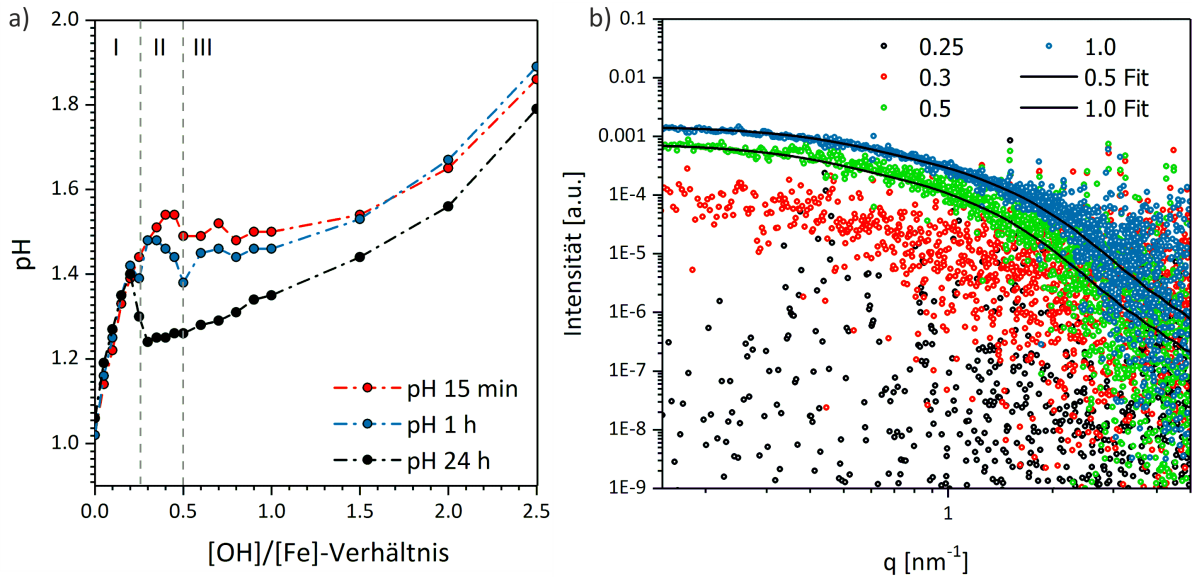 a)
2.0
1.8
1.6
1.4
1.2
1.0
pH
I II III
pH 15 min
pH 1 h
pH 24 h
0.0 0.5 1.0 1.5 2.0 2.5
[OH]/[Fe]-Verhältnis
b)
0.1
0.01
0.001
1E-4
1E-5
1E-6
1E-7
1E-8
1E-9
Intensität [a.u.]
0.25 1.0
0.3 0.5 Fit
0.5 1.0 Fit
1
q [nm⁻¹]